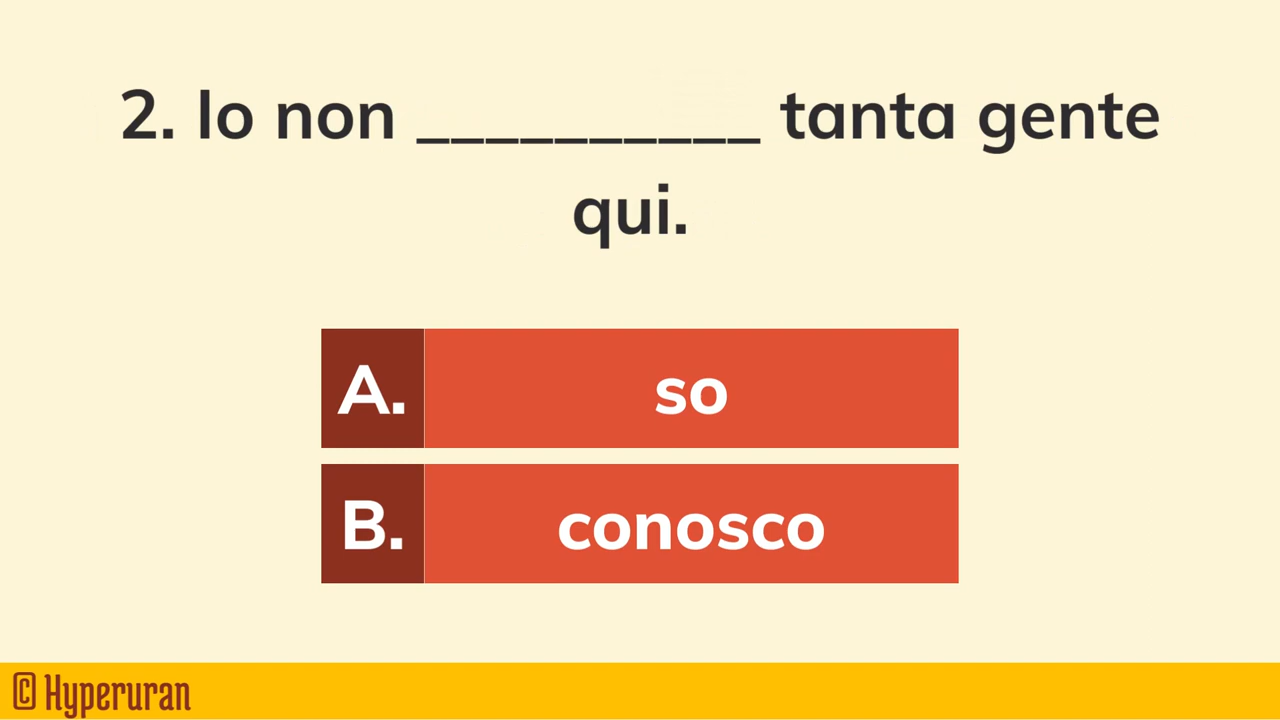 2. Io non __________ tanta gente
qui.
A. so
B. conosco
© Hyperuran